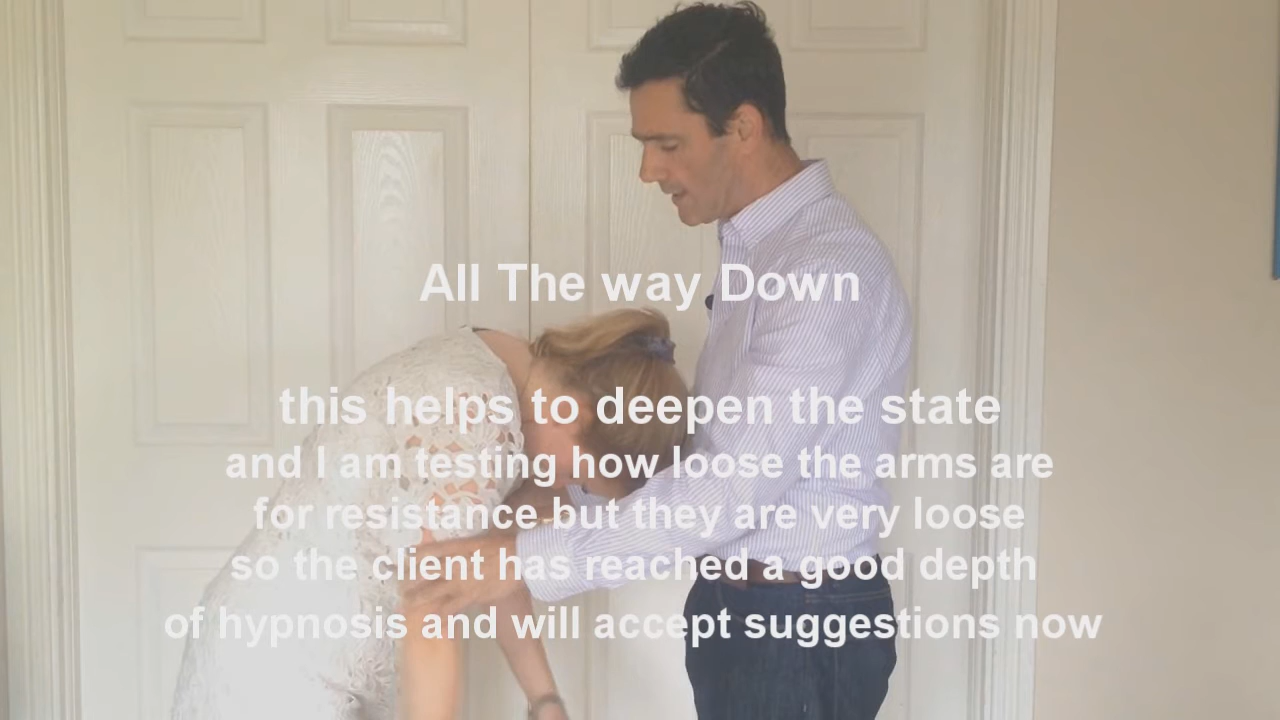 All The way Down
this helps to deepen the state
and I am testing how loose the arms are
for resistance but they are very loose
so the client has reached a good depth
of hypnosis and will accept suggestions now